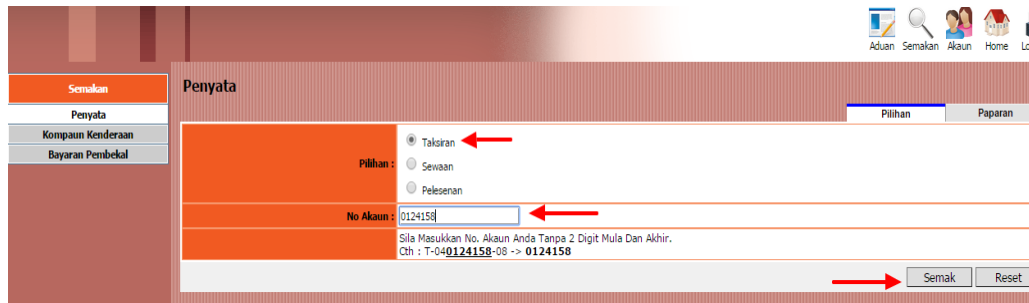 Aduan Semakan Akaun Home
Semakan
Penyata
Kompaun Kenderaan
Bayaran Pembekal
Penyata
Pilihan Paparan
Pilihan :
Taksiran
Sewaan
Pelesenan
No Akaun : 0124158
Sila Masukkan No. Akaun Anda Tanpa 2 Digit Mula Dan Akhir.
Cth : T-040124158-08 -> 0124158
Semak Reset